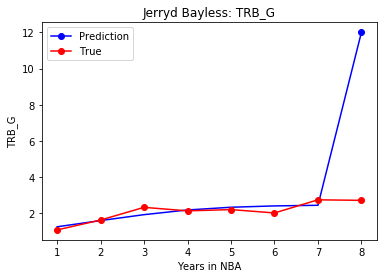 Jerryd Bayless: TRB_G
Prediction
True
12
10
8
6
4
2
TRB_G
1 2 3 4 5 6 7 8
Years in NBA